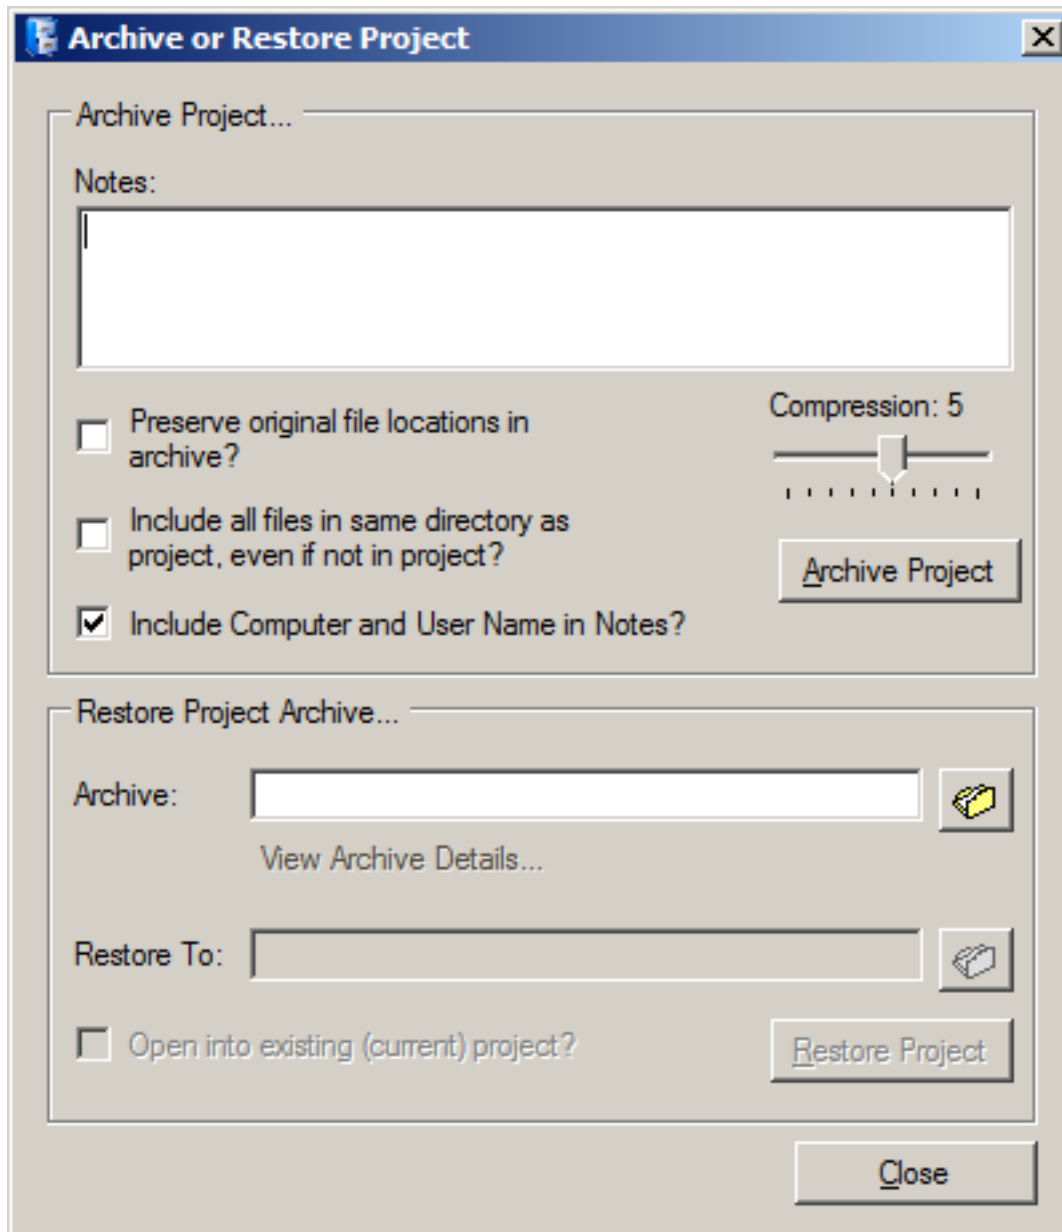 Archive or Restore Project
Archive Project...
Notes:
Preserve original file locations in
archive?
Compression: 5
Include all files in same directory as
project, even if not in project?
Archive Project
Include Computer and User Name in Notes?
Restore Project Archive...
Archive:
View Archive Details...
Restore To:
Open into existing (current) project?
Restore Project
Close